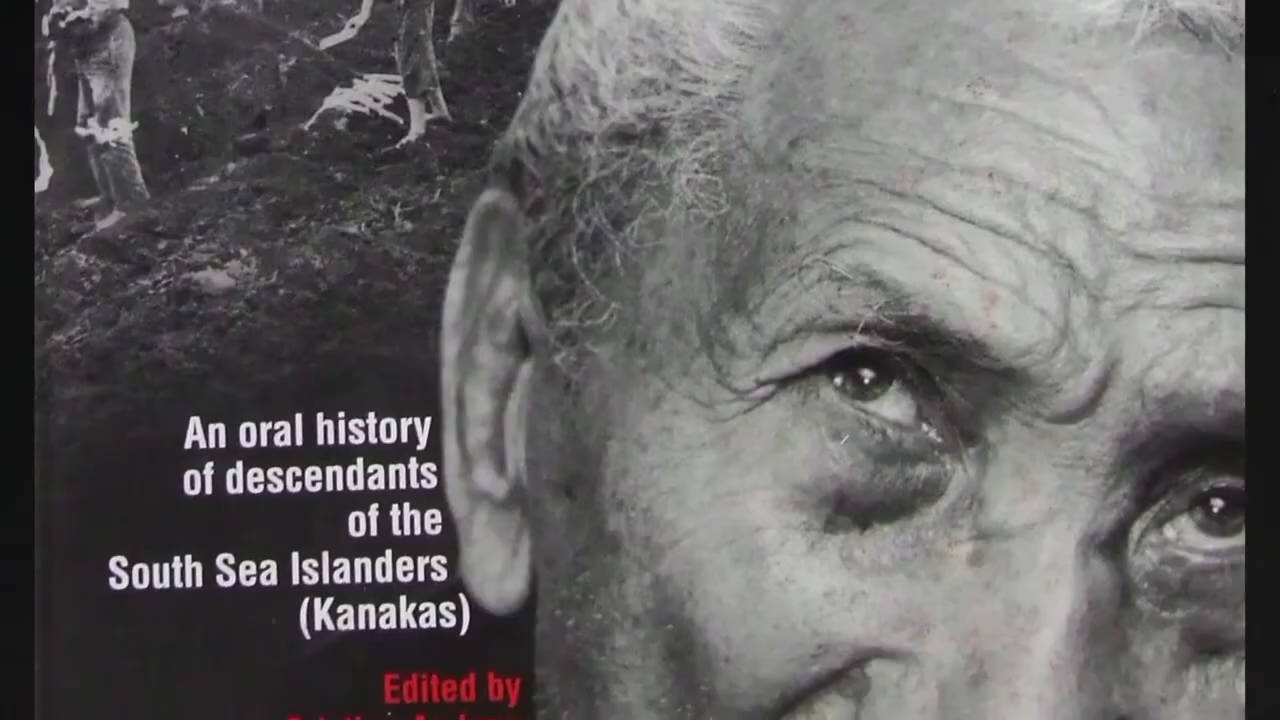 An oral history
of descendants
of the
South Sea Islanders
(Kanakas)
Edited by